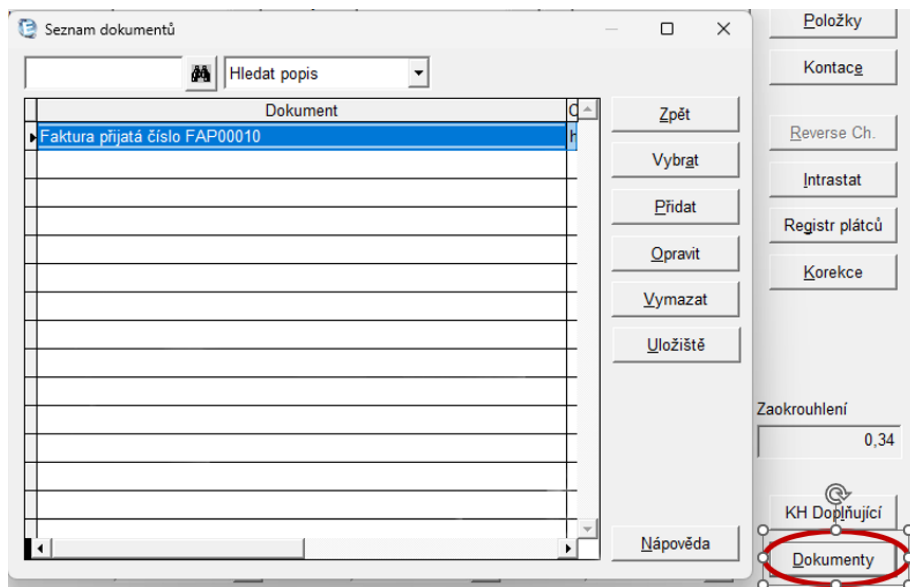 Seznam dokumentů
Hledat popis
Dokument
Faktura přijatá číslo FAP00010
Zpět
Vybrat
Přidat
Opravit
Vymazat
Uložiště
Nápověda
Položky
Kontace
Reverse Ch.
Intrastat
Registr plátců
Korekce
Zaokrouhlení
0,34
KH Doplňující
Dokumenty